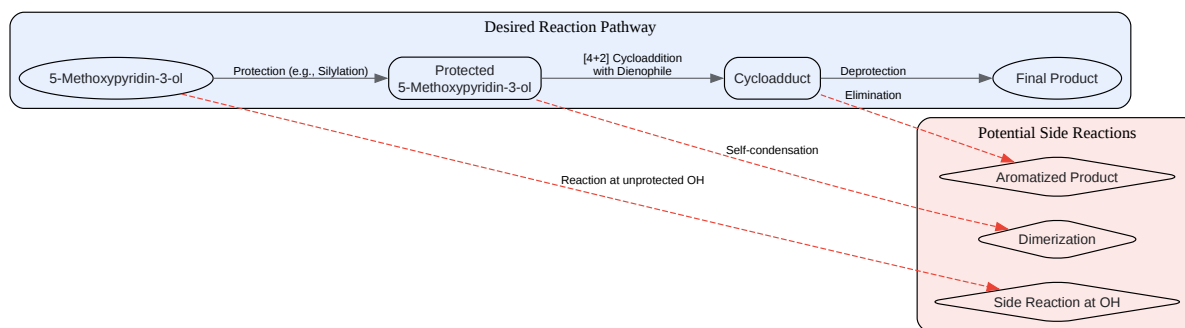 Desired Reaction Pathway
5-Methoxypyridin-3-ol
Protection (e.g., Silylation)
Protected
5-Methoxypyridin-3-ol
[4+2] Cycloaddition
with Dienophile
Cycloadduct
Deprotection
Final Product
Elimination
Potential Side Reactions
Self-condensation
Aromatized Product
Reaction at unprotected OH
Dimerization
Side Reaction at OH